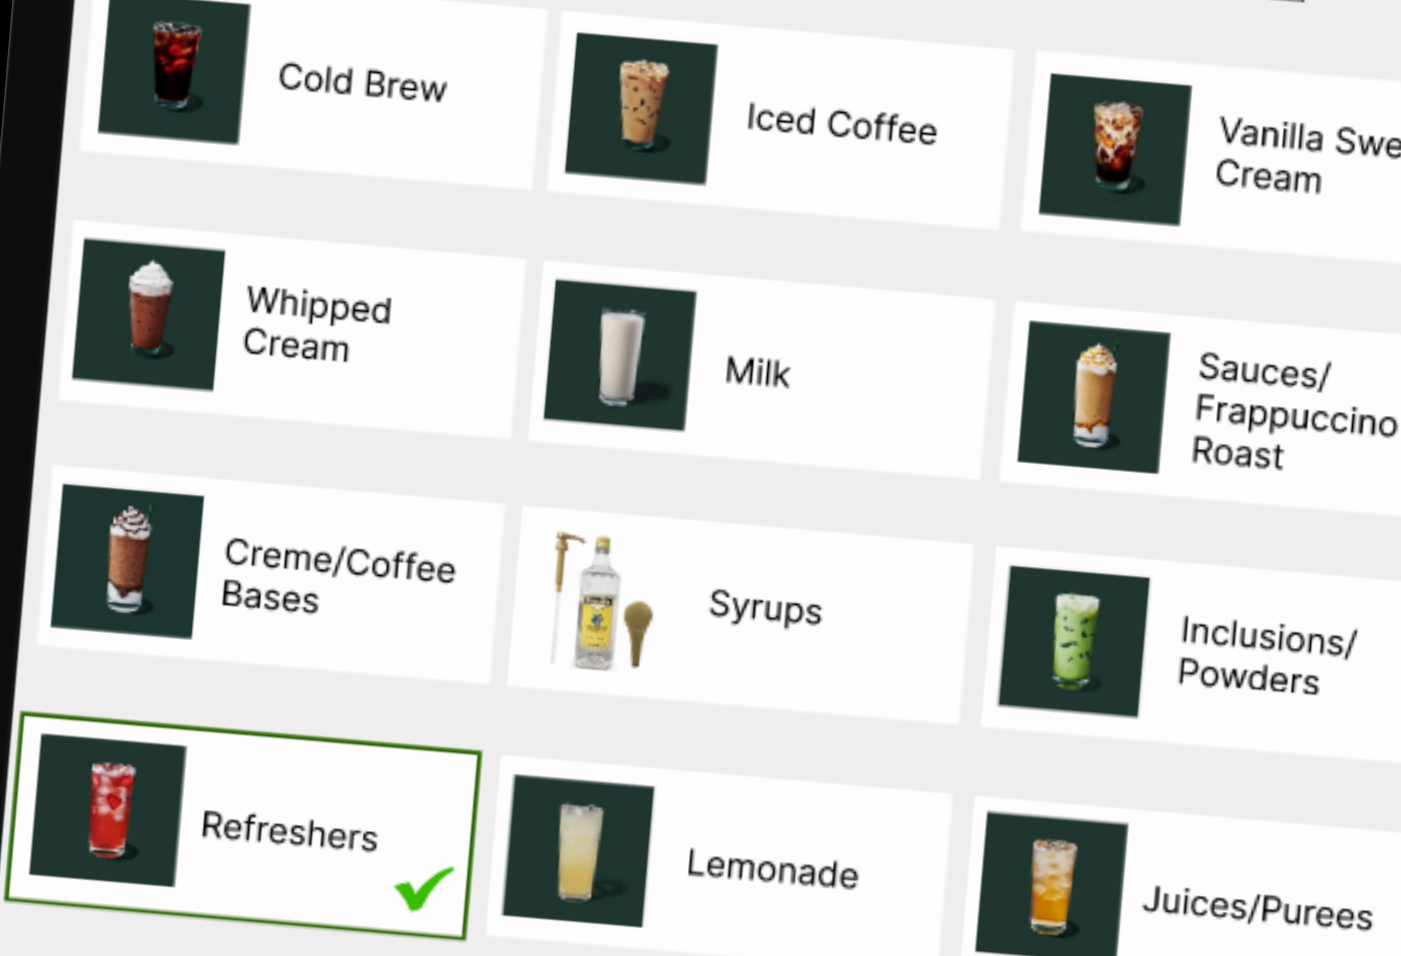 Cold Brew
Iced Coffee
Vanilla
Cream
Whipped
Cream
Milk
Sauces/
Frappuccino
Roast
Creme/Coffee
Bases
Syrups
Inclusions/
Powders
Refreshers
Lemonade
Juices/Purees